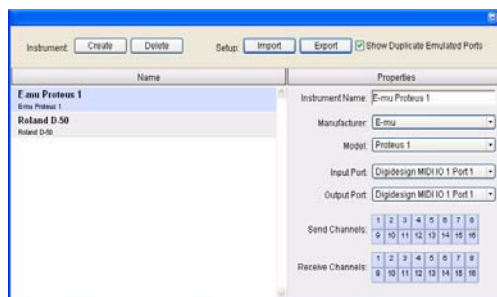 Instrument: Create Delete Setup: Import Export Show Duplicate Emulated Ports
Name Properties
E-mu Proteus 1
E-mu Proteus 1
Roland D-50
Roland D-50
Instrument Name: E-mu Proteus 1
Manufacturer: E-mu
Model: Proteus 1
Input Port: Digidesign MIDI IO 1 Port 1
Output Port: Digidesign MIDI IO 1 Port 1
Send Channels: 1 2 3 4 5 6 7 8
9 10 11 12 13 14 15 16
Receive Channels: 1 2 3 4 5 6 7 8
9 10 11 12 13 14 15 16